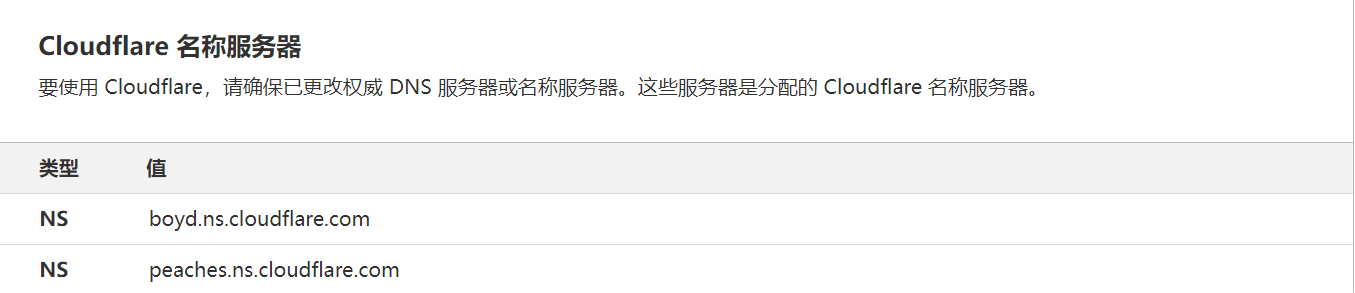 Cloudflare 名称服务器
要使用 Cloudflare，请确保已更改权威 DNS 服务器或名称服务器。这些服务器是分配的 Cloudflare 名称服务器。
类型 值
NS boyd.ns.cloudflare.com
NS peaches.ns.cloudflare.com